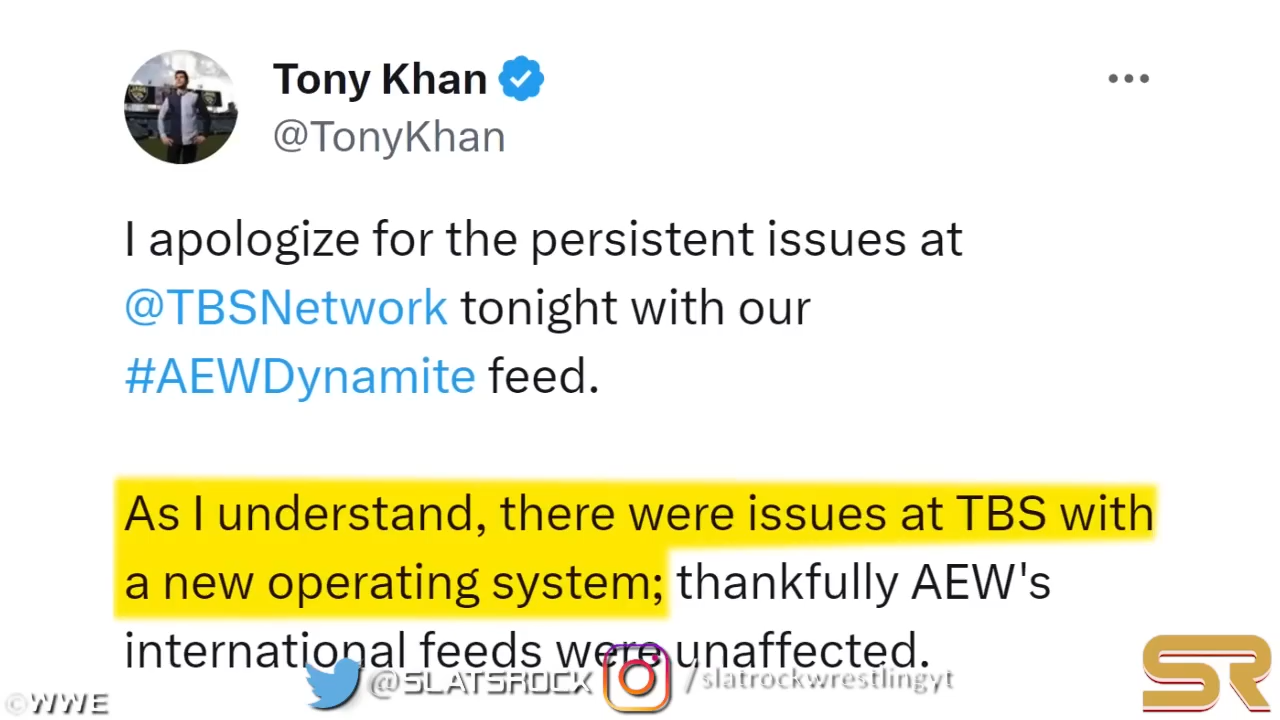 Tony Khan
@TonyKhan
I apologize for the persistent issues at
@TBSNetwork tonight with our
#AEWDynamite feed.
As I understand, there were issues at TBS with
a new operating system; thankfully AEW's
international feeds were unaffected.
@SLATSROCK /slatrockwrestlingyt
©WWE
SR